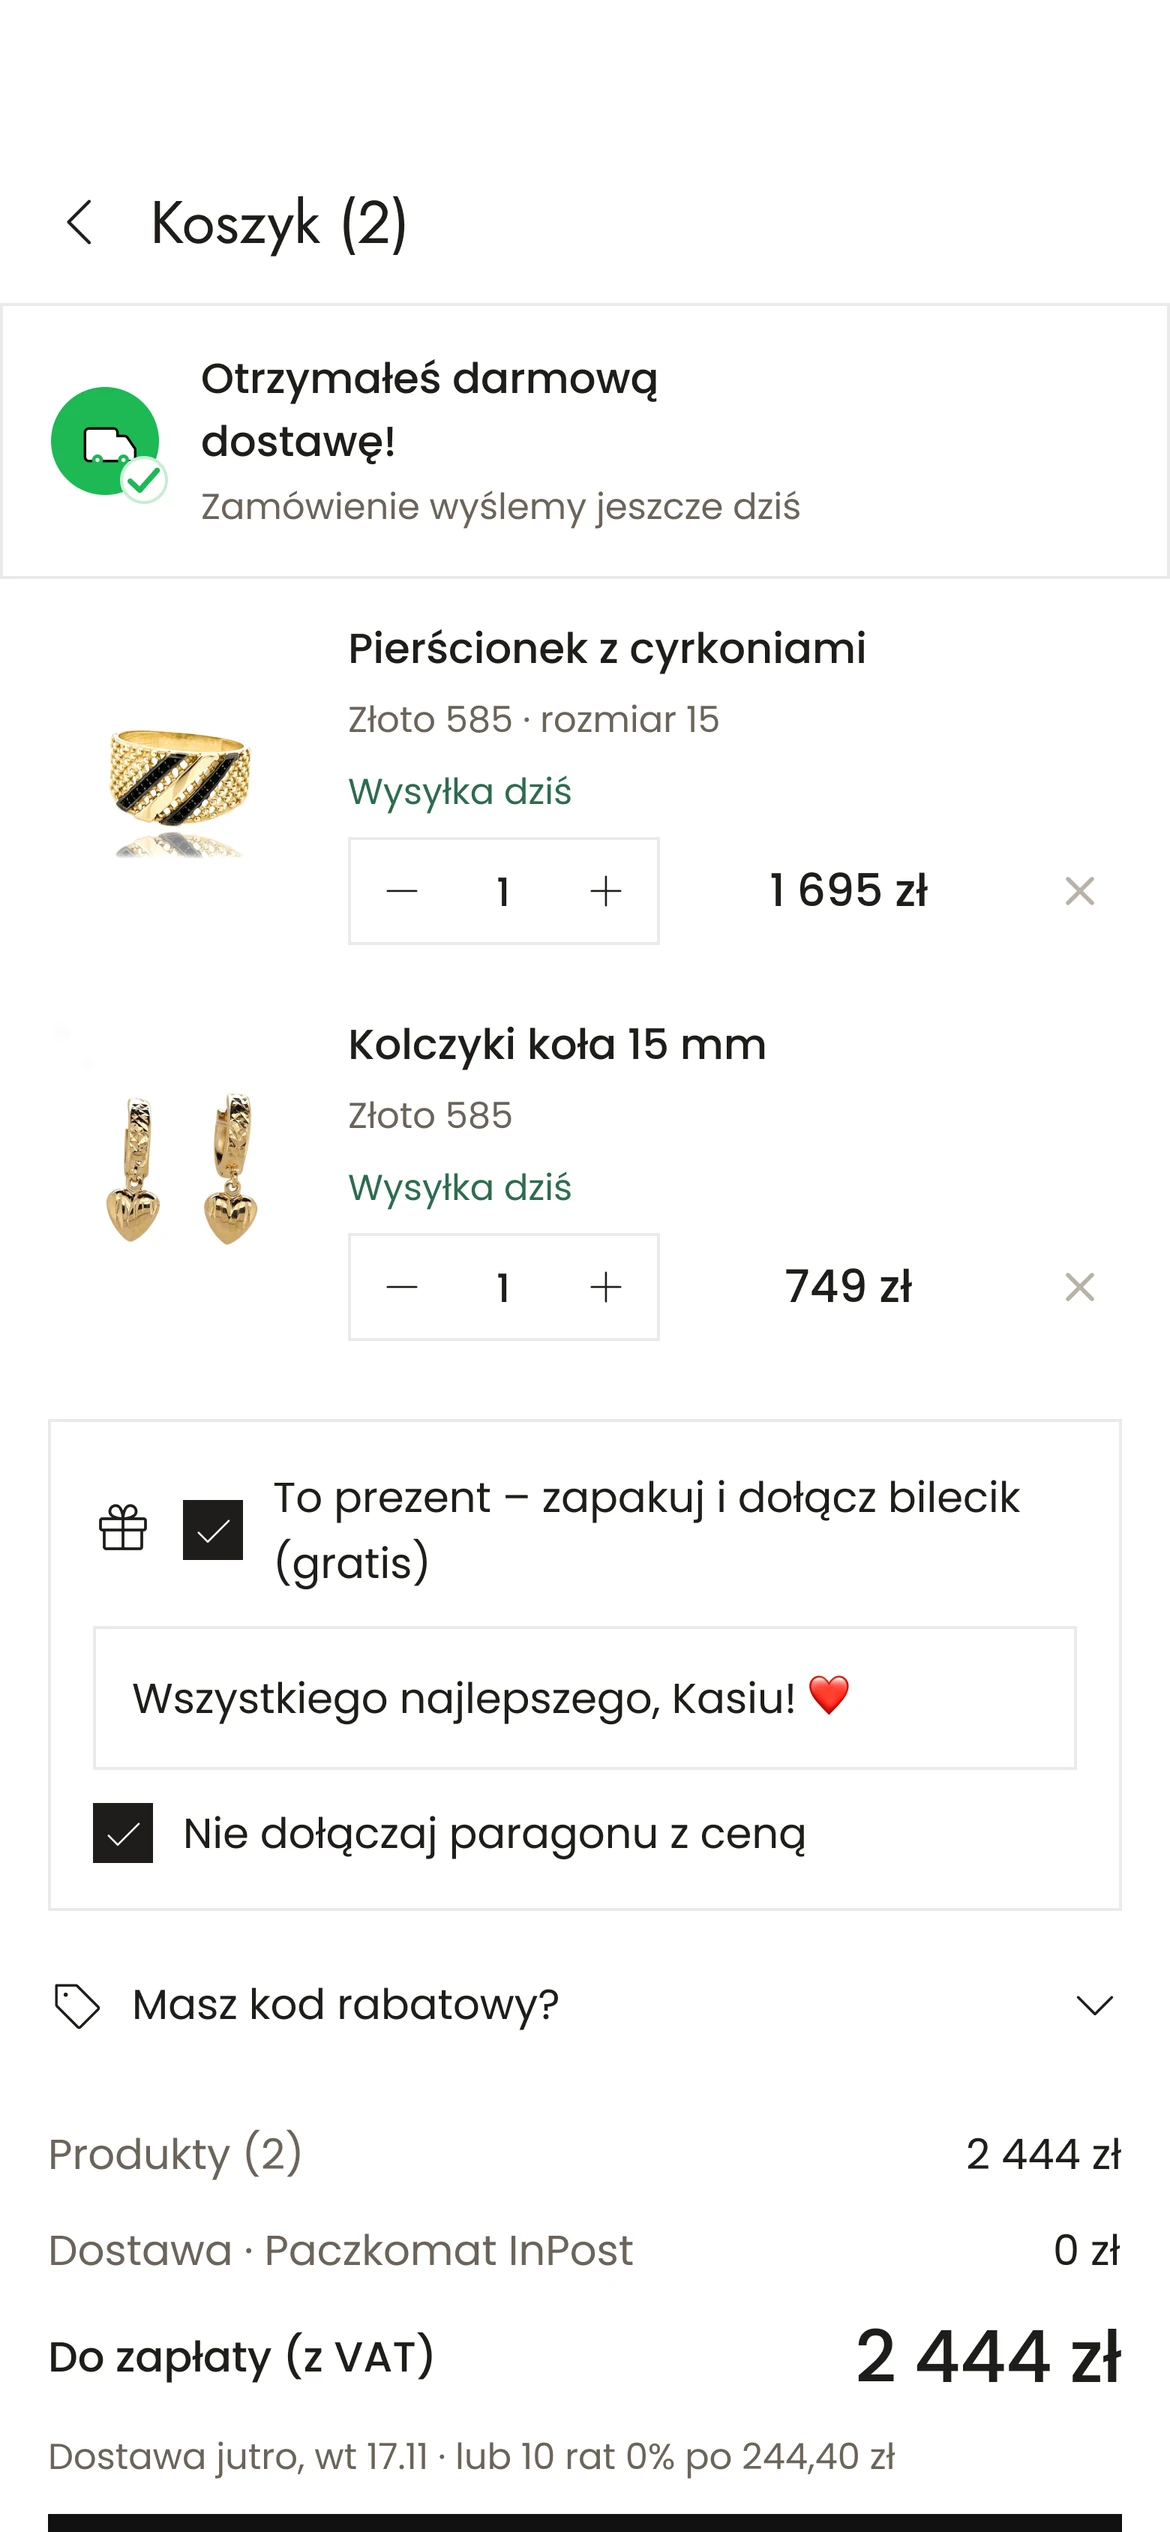 Koszyk (2)
Otrzymałeś darmową
dostawę!
Zamówienie wyślemy jeszcze dziś
Pierścionek z cyrkoniami
Złoto 585 · rozmiar 15
Wysyłka dziś
1
1 695 zł
Kolczyki koła 15 mm
Złoto 585
Wysyłka dziś
1
749 zł
To prezent – zapakuj i dołącz bilecik
(gratis)
Wszystkiego najlepszego, Kasiu! ❤️
Nie dołączaj paragonu z ceną
Masz kod rabatowy?
Produkty (2) 2 444 zł
Dostawa · Paczkomat InPost 0 zł
Do zapłaty (z VAT) 2 444 zł
Dostawa jutro, wt 17.11 · lub 10 rat 0% po 244,40 zł